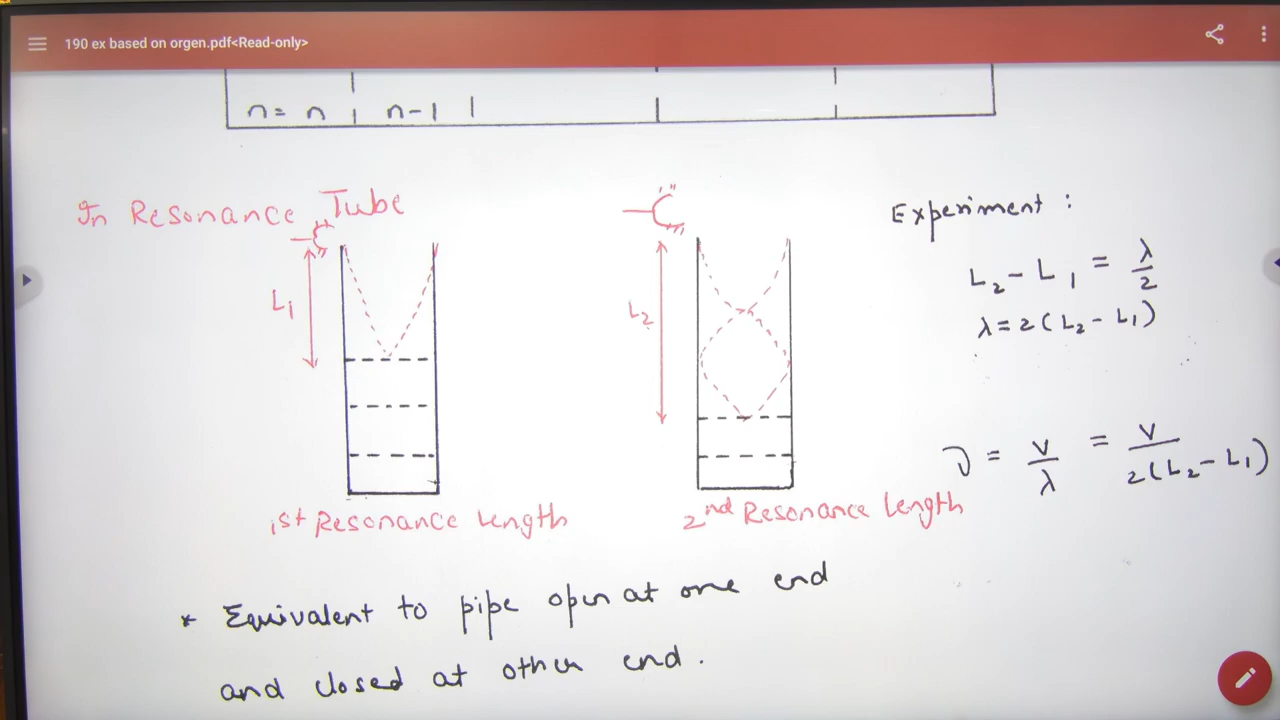 190 ex based on orgen.pdf<Read-only>
n = n n-1
In Resonance Tube
L₁
L₂
Experiment :
L₂ - L₁ = λ/2
λ = 2 ( L₂ - L₁ )
ν = v/λ = v/2(L₂ - L₁)
1st Resonance Length
2nd Resonance Length
* Equivalent to pipe open at one end
and closed at other end .